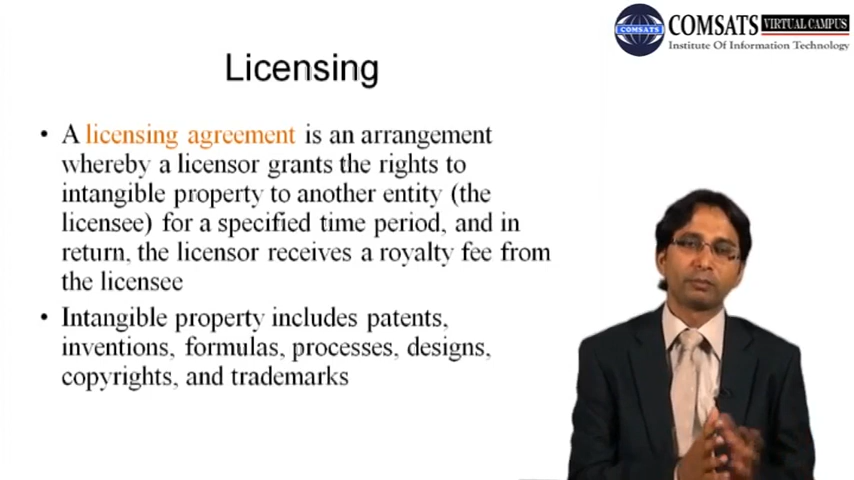 COMSATS VIRTUAL CAMPUS
Institute Of Information Technology
COMSATS
Licensing
• A licensing agreement is an arrangement
whereby a licensor grants the rights to
intangible property to another entity (the
licensee) for a specified time period, and in
return, the licensor receives a royalty fee from
the licensee
• Intangible property includes patents,
inventions, formulas, processes, designs,
copyrights, and trademarks